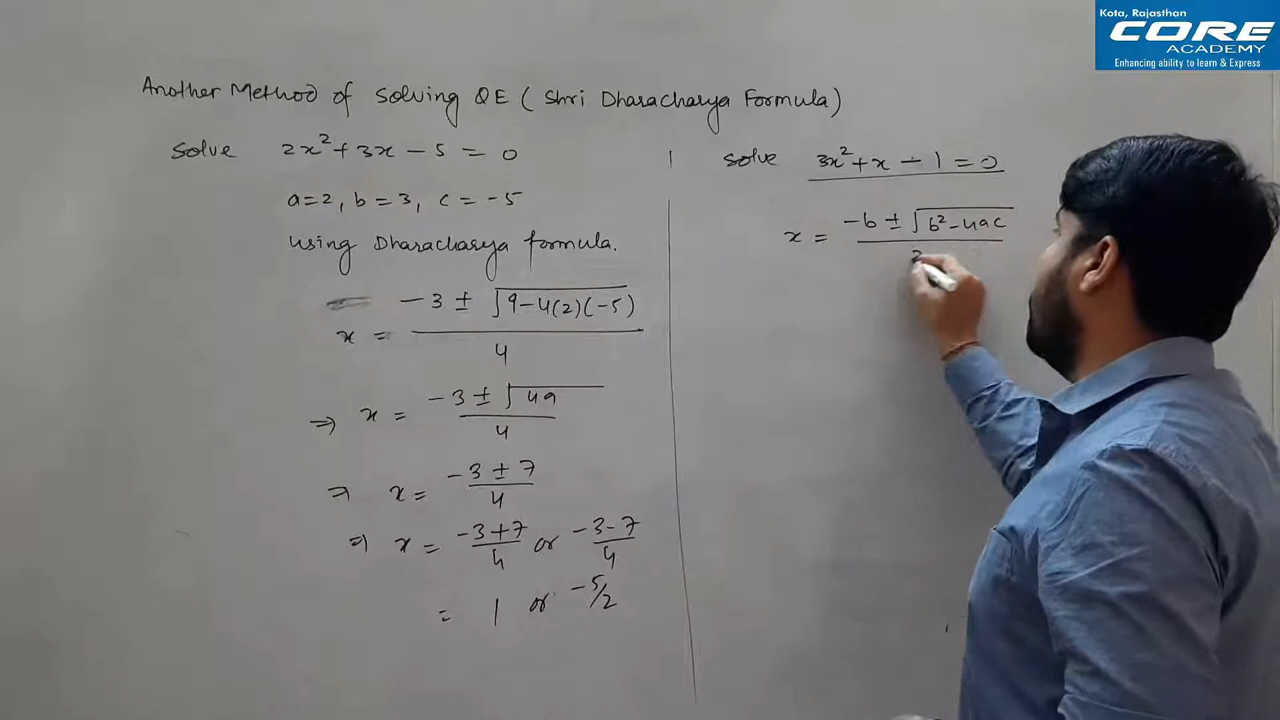 Kota, Rajasthan
CORE
ACADEMY
Enhancing ability to learn & Express
Another Method of Solving QE ( Shri Dharacharya Formula)
Solve 2x²+3x-5 = 0
a=2, b=3, c=-5
Using Dharacharya formula.
x = (-3 ± √(9-4(2)(-5)))/4
⇒ x = (-3 ± √49)/4
⇒ x = (-3 ± 7)/4
⇒ x = (-3+7)/4 or (-3-7)/4
= 1 or -5/2
Solve 3x²+x-1=0
x = (-b ± √(b²-4ac))/2